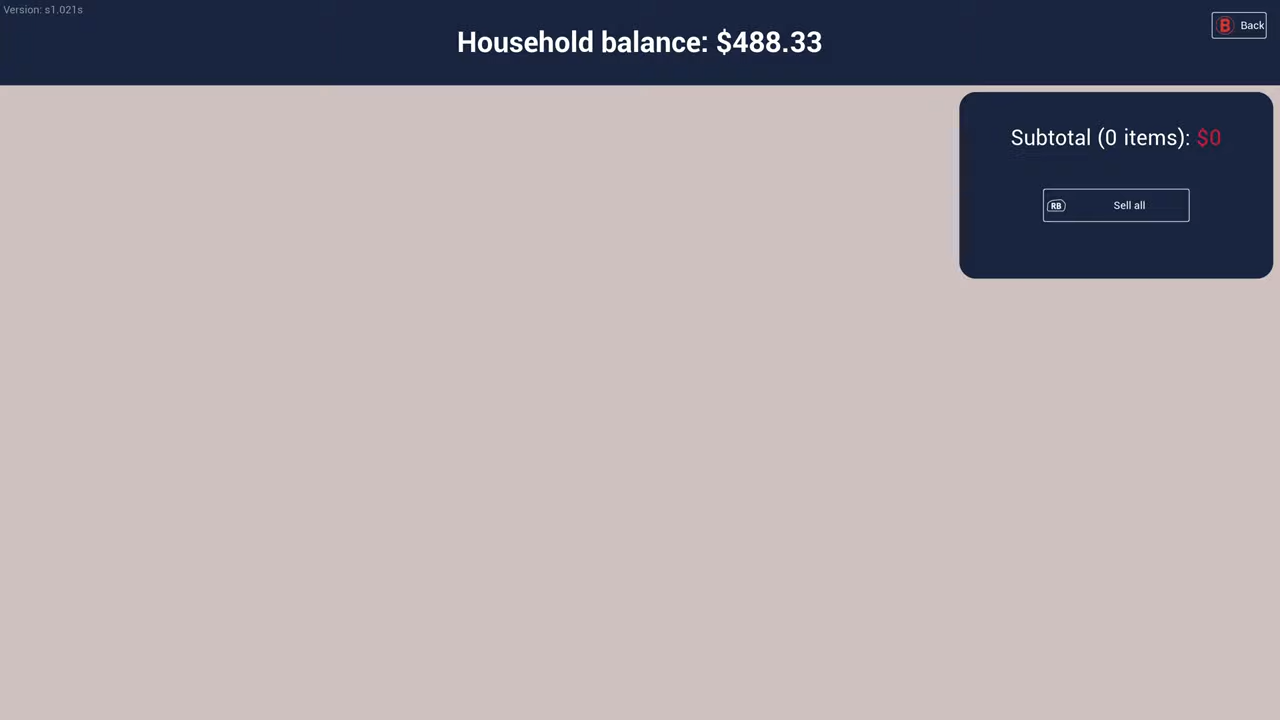 Version: s1.021s
Household balance: $488.33
B Back
Subtotal (0 items): $0
RB Sell all